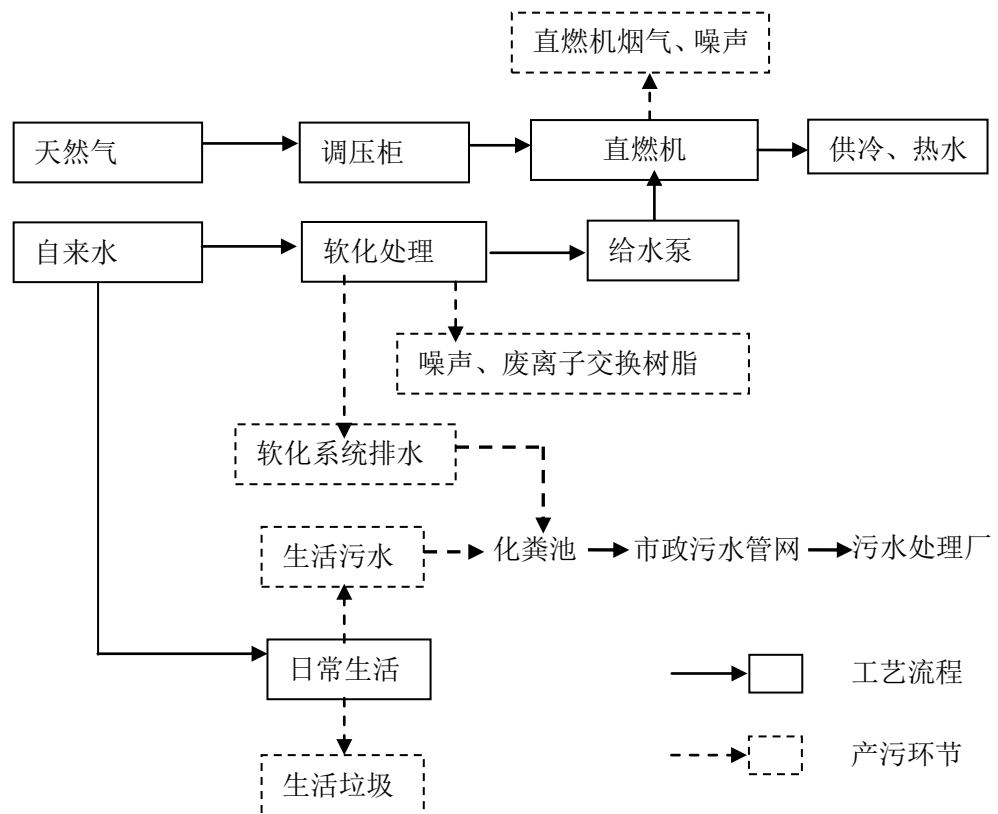 直燃机烟气、噪声
天然气
调压柜
直燃机
供冷、热水
自来水
软化处理
给水泵
噪声、废离子交换树脂
软化系统排水
生活污水
化粪池
市政污水管网
污水处理厂
日常生活
工艺流程
产污环节
生活垃圾